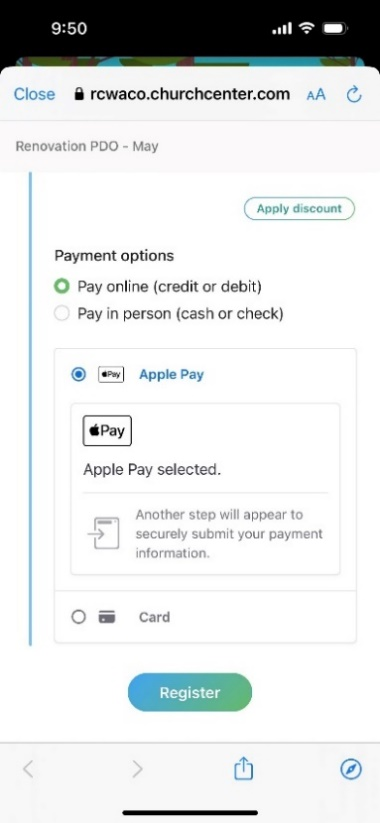 9:50
Close rcwaco.churchcenter.com AA
Renovation PDO - May
Apply discount
Payment options
Pay online (credit or debit)
Pay in person (cash or check)
Pay Apple Pay
Pay
Apple Pay selected.
Another step will appear to
securely submit your payment
information.
Card
Register